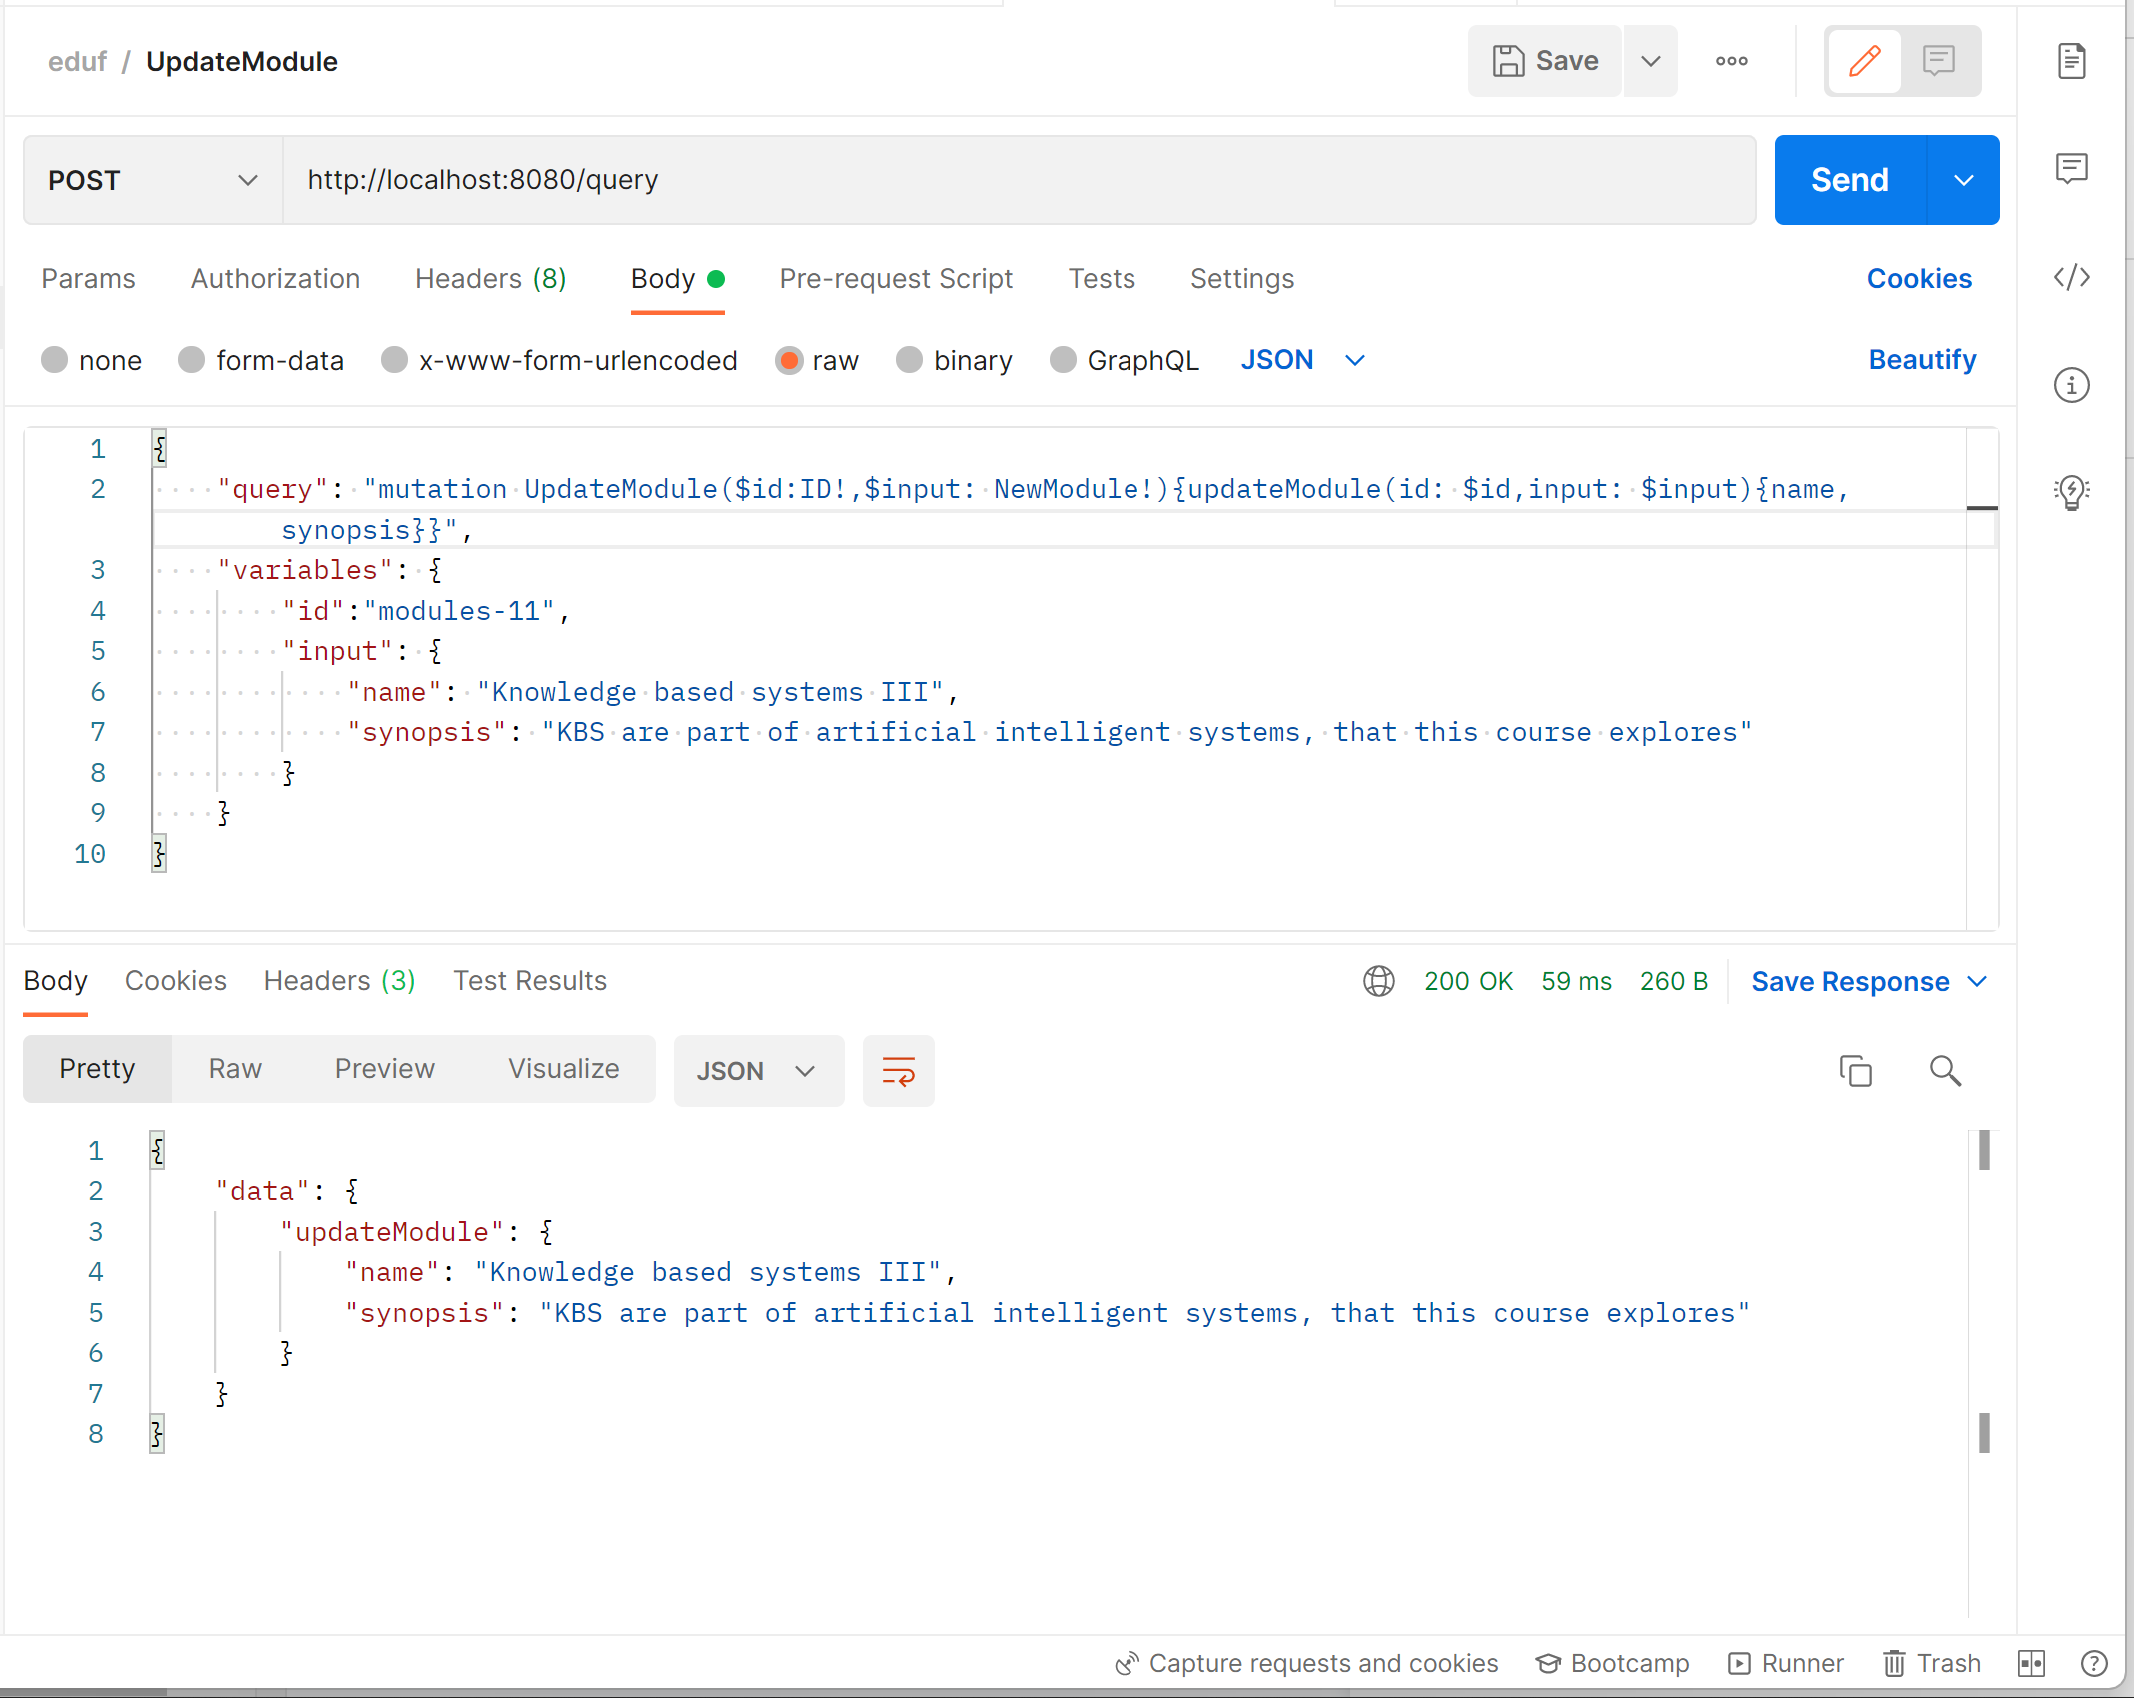 eduf / UpdateModule
Save
POST
http://localhost:8080/query
Send
Params Authorization Headers (8) Body Pre-request Script Tests Settings Cookies
none form-data x-www-form-urlencoded raw binary GraphQL JSON Beautify
1 {
2 "query": "mutation UpdateModule($id:ID!,$input: NewModule!){updateModule(id: $id,input: $input){name,
synopsis}}",
3 "variables": {
4 "id":"modules-11",
5 "input": {
6 "name": "Knowledge based systems III",
7 "synopsis": "KBS are part of artificial intelligent systems, that this course explores"
8 }
9 }
10 }
Body Cookies Headers (3) Test Results 200 OK 59 ms 260 B Save Response
Pretty Raw Preview Visualize JSON
1 {
2 "data": {
3 "updateModule": {
4 "name": "Knowledge based systems III",
5 "synopsis": "KBS are part of artificial intelligent systems, that this course explores"
6 }
7 }
8 }
Capture requests and cookies Bootcamp Runner Trash